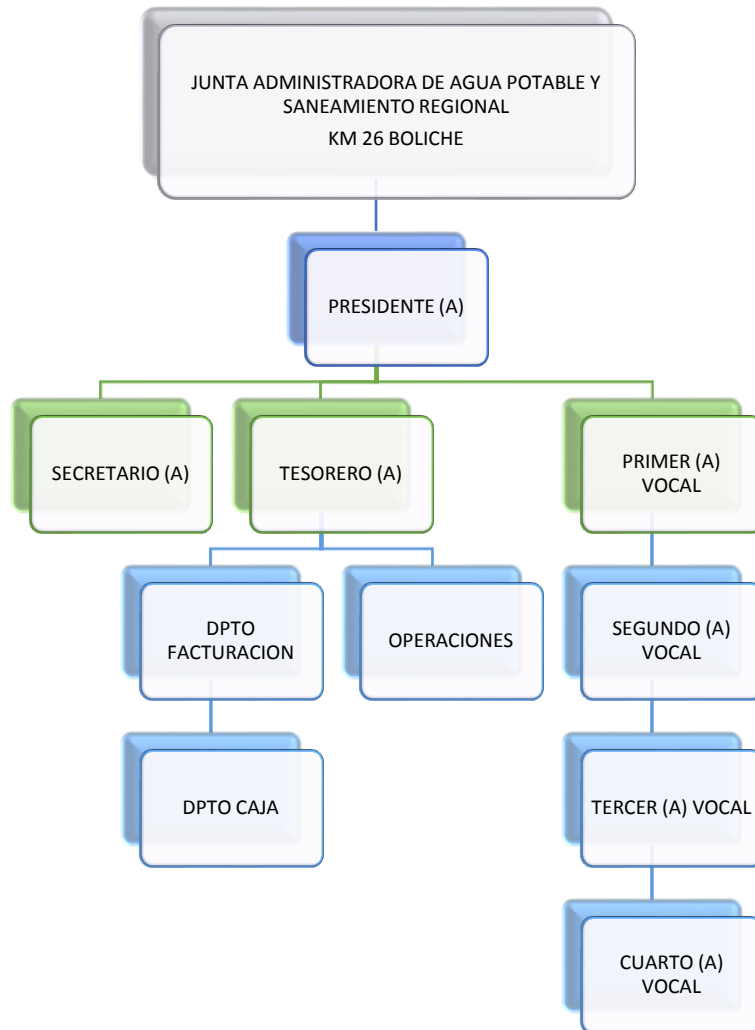 JUNTA ADMINISTRADORA DE AGUA POTABLE Y
SANEAMIENTO REGIONAL
KM 26 BOLICHE
PRESIDENTE (A)
SECRETARIO (A)
TESORERO (A)
PRIMER (A)
VOCAL
DPTO
FACTURACION
OPERACIONES
SEGUNDO (A)
VOCAL
DPTO CAJA
TERCER (A) VOCAL
CUARTO (A)
VOCAL